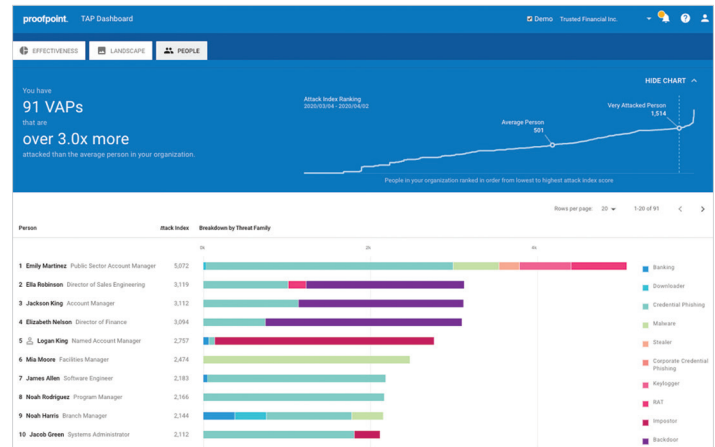 proofpoint. TAP Dashboard
Demo Trusted Financial Inc.
EFFECTIVENESS LANDSCAPE PEOPLE
HIDE CHART
You have
91 VAPs
that are
over 3.0x more
attacked than the average person in your organization.
Attack Index Ranking
2020/03/04 - 2020/04/02
Very Attacked Person
1,514
Average Person
501
People in your organization ranked in order from lowest to highest attack index score
Rows per page: 20 1-20 of 91
Person ttack Index Breakdown by Threat Family
0k 2k 4k
1 Emily Martinez Public Sector Account Manager 5,072
2 Ella Robinson Director of Sales Engineering 3,119
3 Jackson King Account Manager 3,112
4 Elizabeth Nelson Director of Finance 3,094
5 Logan King Named Account Manager 2,757
6 Mia Moore Facilities Manager 2,474
7 James Allen Software Engineer 2,183
8 Noah Rodriguez Program Manager 2,166
9 Noah Harris Branch Manager 2,144
10 Jacob Green Systems Administrator 2,112
Banking
Downloader
Credential Phishing
Malware
Stealer
Corporate Credential
Phishing
Keylogger
RAT
Impostor
Backdoor